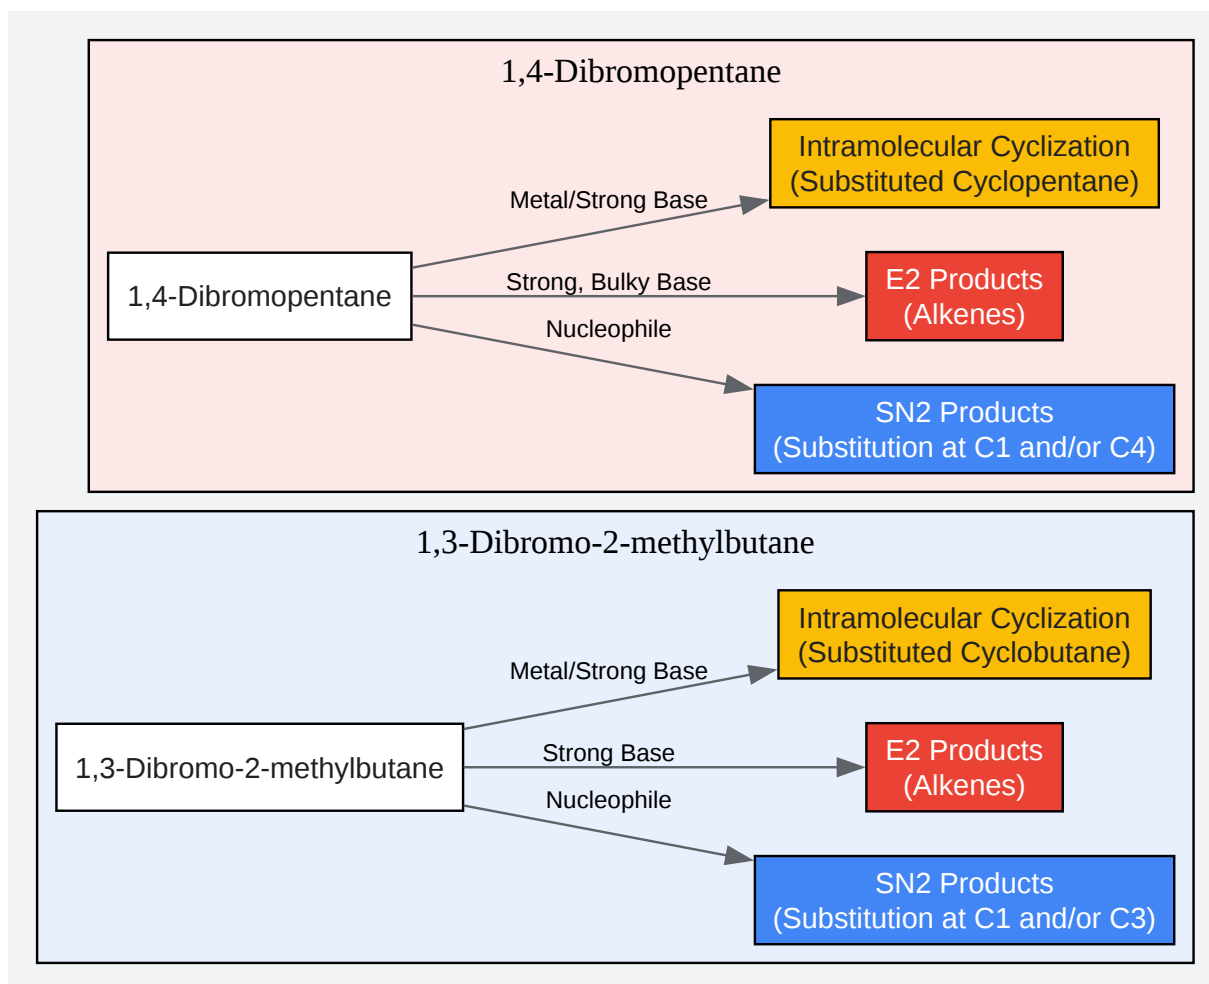 1,4-Dibromopentane
Intramolecular Cyclization
(Substituted Cyclopentane)
Metal/Strong Base
1,4-Dibromopentane
Strong, Bulky Base
E2 Products
(Alkenes)
Nucleophile
SN2 Products
(Substitution at C1 and/or C4)
1,3-Dibromo-2-methylbutane
Intramolecular Cyclization
(Substituted Cyclobutane)
Metal/Strong Base
1,3-Dibromo-2-methylbutane
Strong Base
E2 Products
(Alkenes)
Nucleophile
SN2 Products
(Substitution at C1 and/or C3)